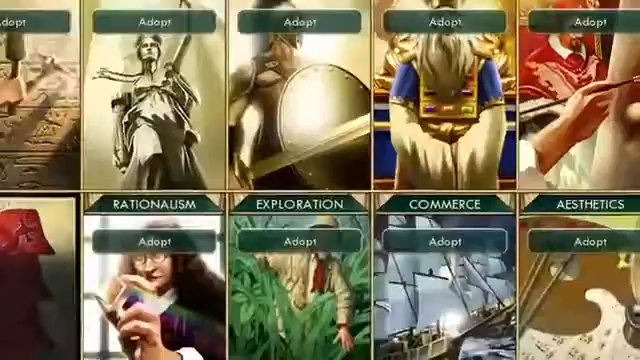 Adopt
Adopt
Adopt
Adopt
Adopt
RATIONALISM
EXPLORATION
COMMERCE
AESTHETICS
Adopt
Adopt
Adopt
Adopt